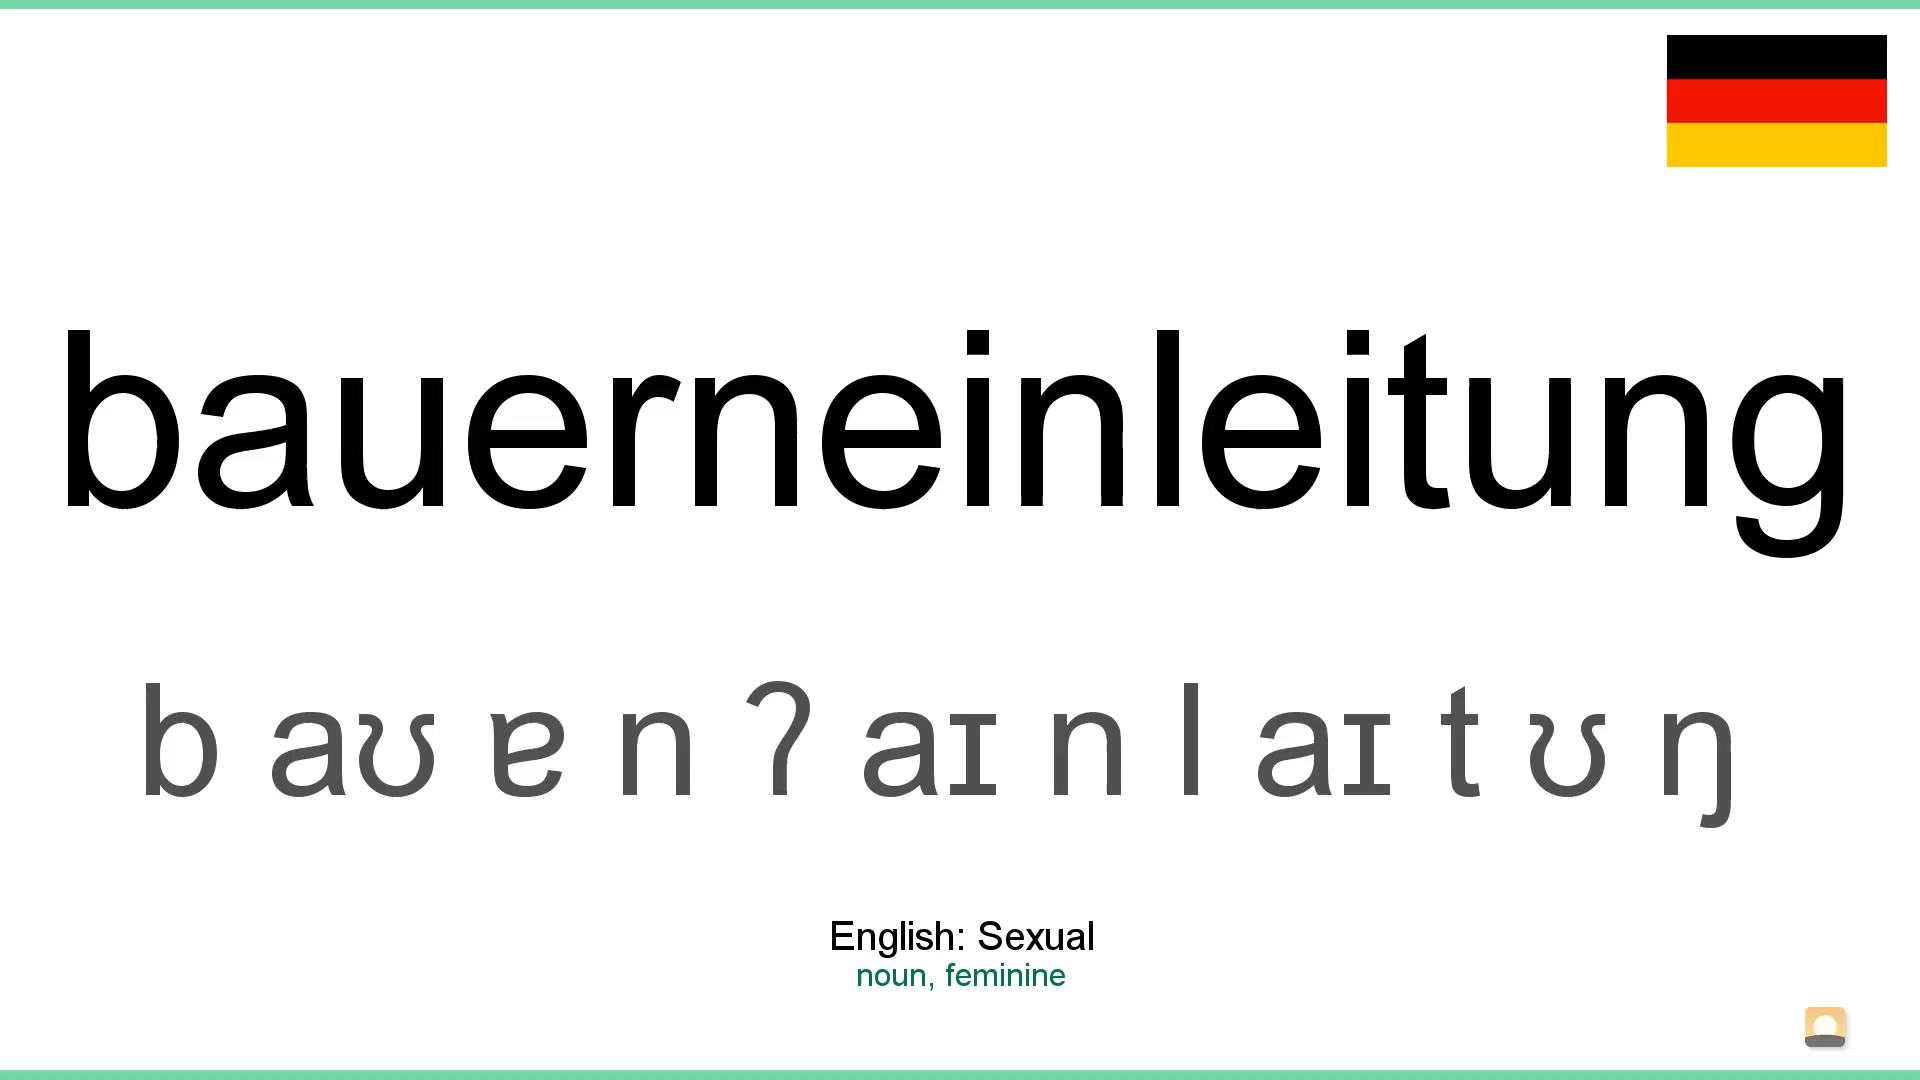 bauerneinleitung
b aʊ ɐ n ʔ aɪ n l aɪ t ʊ ŋ
English: Sexual
noun, feminine